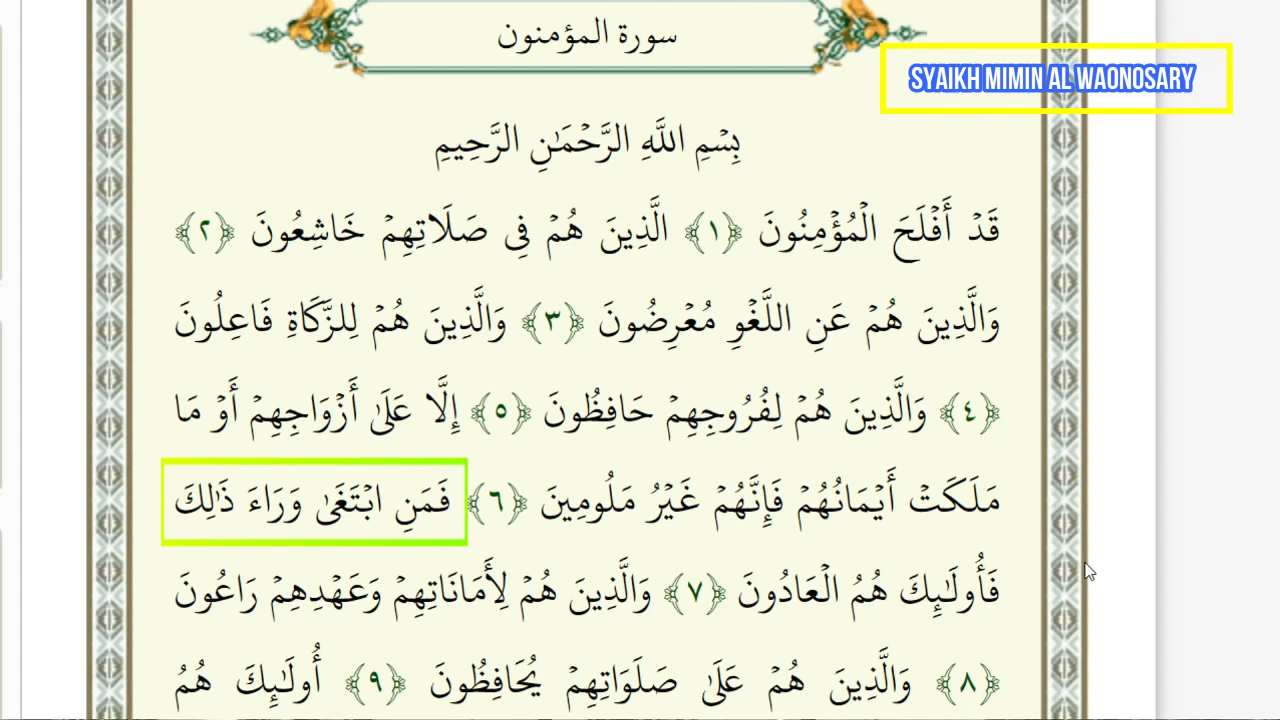 سورة المؤمنون
SYAIKH MIMIN AL WAONOSARY
بِسْمِ اللَّهِ الرَّحْمَٰنِ الرَّحِيمِ
قَدْ أَفْلَحَ الْمُؤْمِنُونَ ﴿١﴾ الَّذِينَ هُمْ فِي صَلَاتِهِمْ خَاشِعُونَ ﴿٢﴾
وَالَّذِينَ هُمْ عَنِ اللَّغْوِ مُعْرِضُونَ ﴿٣﴾ وَالَّذِينَ هُمْ لِلزَّكَاةِ فَاعِلُونَ
﴿٤﴾ وَالَّذِينَ هُمْ لِفُرُوجِهِمْ حَافِظُونَ ﴿٥﴾ إِلَّا عَلَىٰ أَزْوَاجِهِمْ أَوْ مَا
مَلَكَتْ أَيْمَانُهُمْ فَإِنَّهُمْ غَيْرُ مَلُومِينَ ﴿٦﴾ فَمَنِ ابْتَغَىٰ وَرَاءَ ذَٰلِكَ
فَأُولَٰئِكَ هُمُ الْعَادُونَ ﴿٧﴾ وَالَّذِينَ هُمْ لِأَمَانَاتِهِمْ وَعَهْدِهِمْ رَاعُونَ
﴿٨﴾ وَالَّذِينَ هُمْ عَلَىٰ صَلَوَاتِهِمْ يُحَافِظُونَ ﴿٩﴾ أُولَٰئِكَ هُمُ